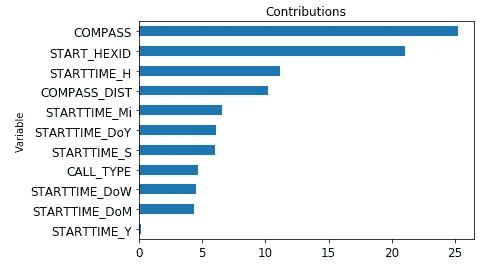 Contributions
COMPASS
START_HEXID
STARTTIME_H
COMPASS_DIST
STARTTIME_Mi
STARTTIME_DoY
STARTTIME_S
CALL_TYPE
STARTTIME_DoW
STARTTIME_DoM
STARTTIME_Y
Variable
0 5 10 15 20 25